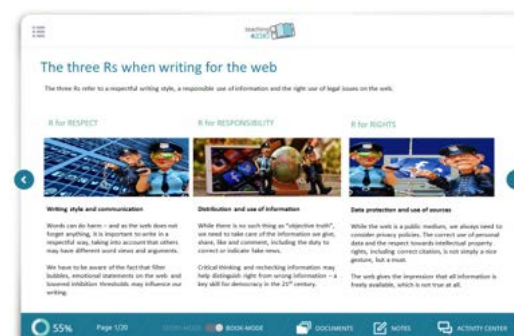 teaching
4.0(?)
The three Rs when writing for the web
The three Rs refer to a respectful writing style, a responsible use of information and the right use of legal issues on the web.
R for RESPECT
Writing style and communication
Words can do harm – and as the web does not
forget anything, it is important to write in a
respectful way, taking into account that others
may have different word views and arguments.
We have to be aware of the fact that filter
bubbles, emotional statements on the web and
lowered inhibition thresholds may influence our
writing.
R for RESPONSIBILITY
Distribution and use of information
While there is no such thing as "objective truth",
we need to take care of the information we give,
share, like and comment, including the duty to
correct or indicate fake news.
Critical thinking and rechecking information may
help distinguish right from wrong information – a
key skill for democracy in the 21st century.
R for RIGHTS
Data protection and use of sources
While the web is a public medium, we always need to
consider privacy policies. The correct use of personal
data and the respect towards intellectual property
rights, including correct citation, is not simply a nice
gesture, but a must.
The web gives the impression that all information is
freely available, which is not true at all.
55%
Page 1/20
STORY-MODE
BOOK-MODE
DOCUMENTS
NOTES
ACTIVITY CENTER